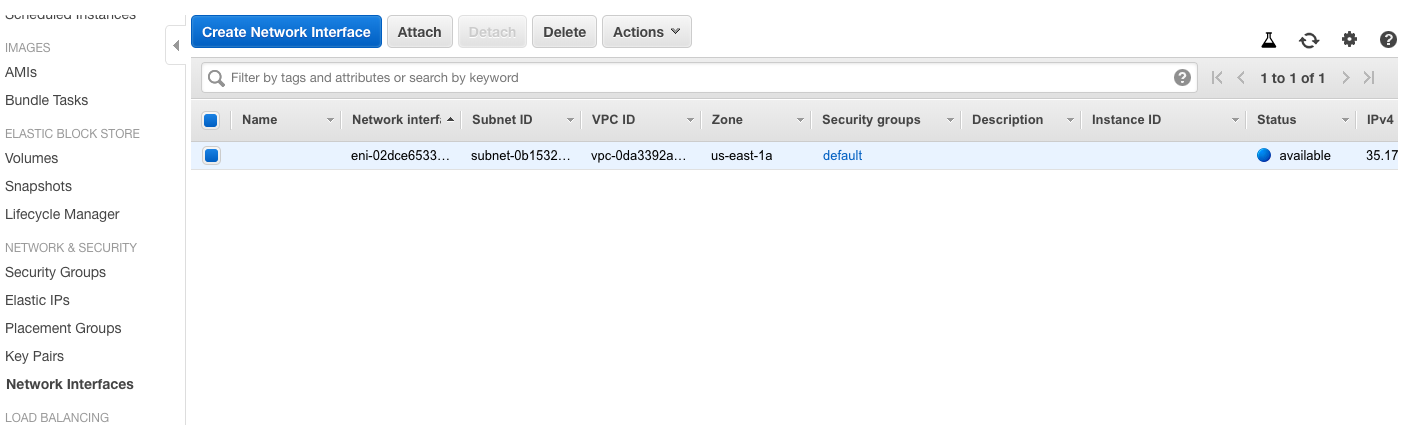 Scheduled Instances
IMAGES
AMIs
Bundle Tasks
ELASTIC BLOCK STORE
Volumes
Snapshots
Lifecycle Manager
NETWORK & SECURITY
Security Groups
Elastic IPs
Placement Groups
Key Pairs
Network Interfaces
LOAD BALANCING
Create Network Interface Attach Detach Delete Actions
Filter by tags and attributes or search by keyword
1 to 1 of 1
Name Network interf Subnet ID VPC ID Zone Security groups Description Instance ID Status IPv4
eni-02dce6533... subnet-0b1532... vpc-0da3392a... us-east-1a default available 35.17